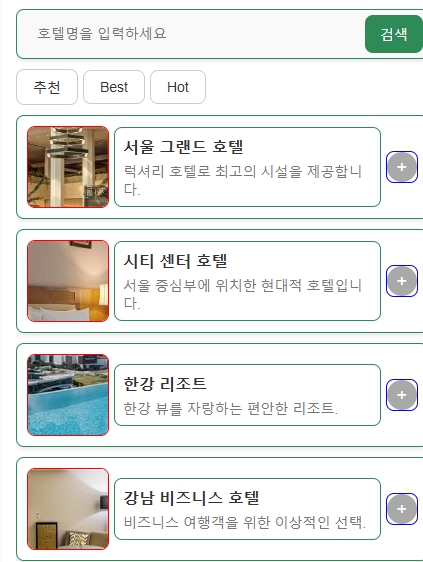 호텔명을 입력하세요
검색
추천
Best
Hot
서울 그랜드 호텔
럭셔리 호텔로 최고의 시설을 제공합니
다.
+
시티 센터 호텔
서울 중심부에 위치한 현대적 호텔입니
다.
+
한강 리조트
한강 뷰를 자랑하는 편안한 리조트.
+
강남 비즈니스 호텔
비즈니스 여행객을 위한 이상적인 선택.
+